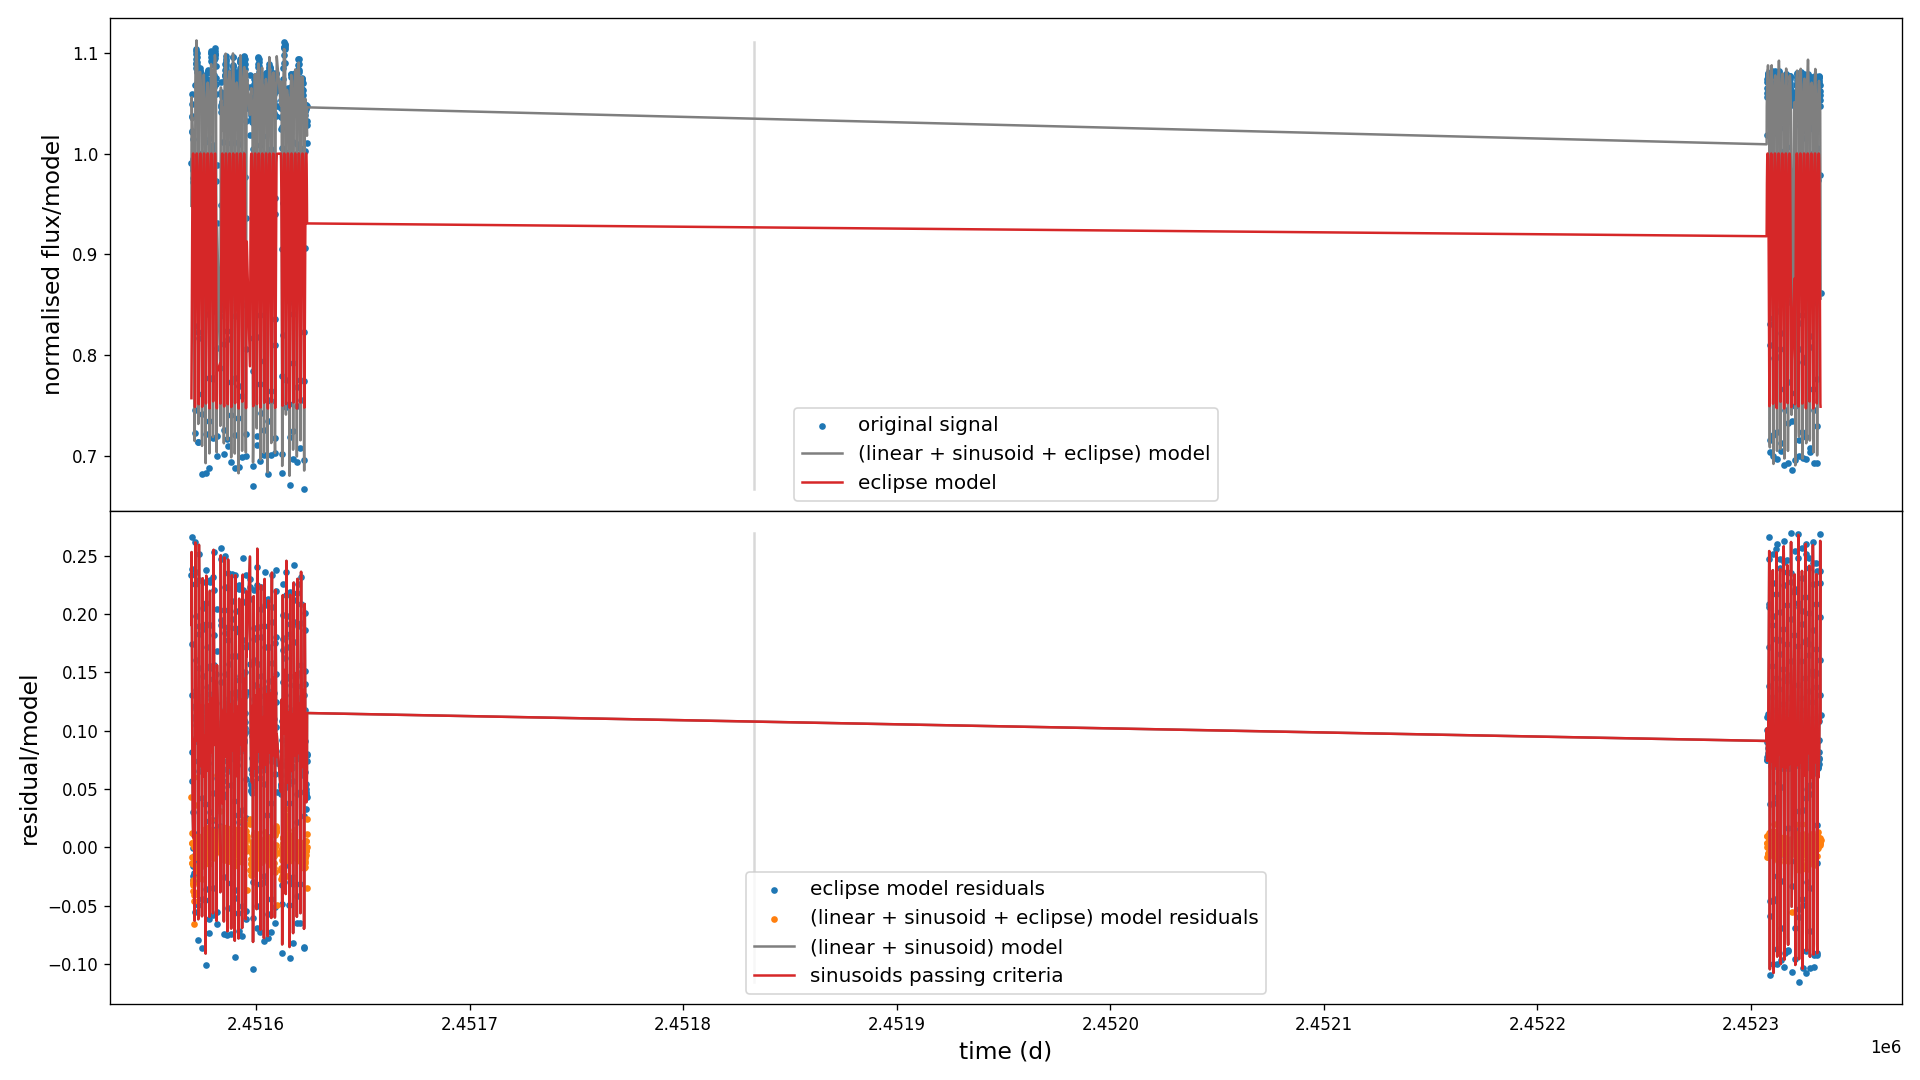 normalised flux/model
1.1
1.0
0.9
0.8
0.7
original signal
(linear + sinusoid + eclipse) model
eclipse model
residual/model
0.25
0.20
0.15
0.10
0.05
0.00
−0.05
−0.10
eclipse model residuals
(linear + sinusoid + eclipse) model residuals
(linear + sinusoid) model
sinusoids passing criteria
2.4516 2.4517 2.4518 2.4519 2.4520 2.4521 2.4522 2.4523
1e6
time (d)